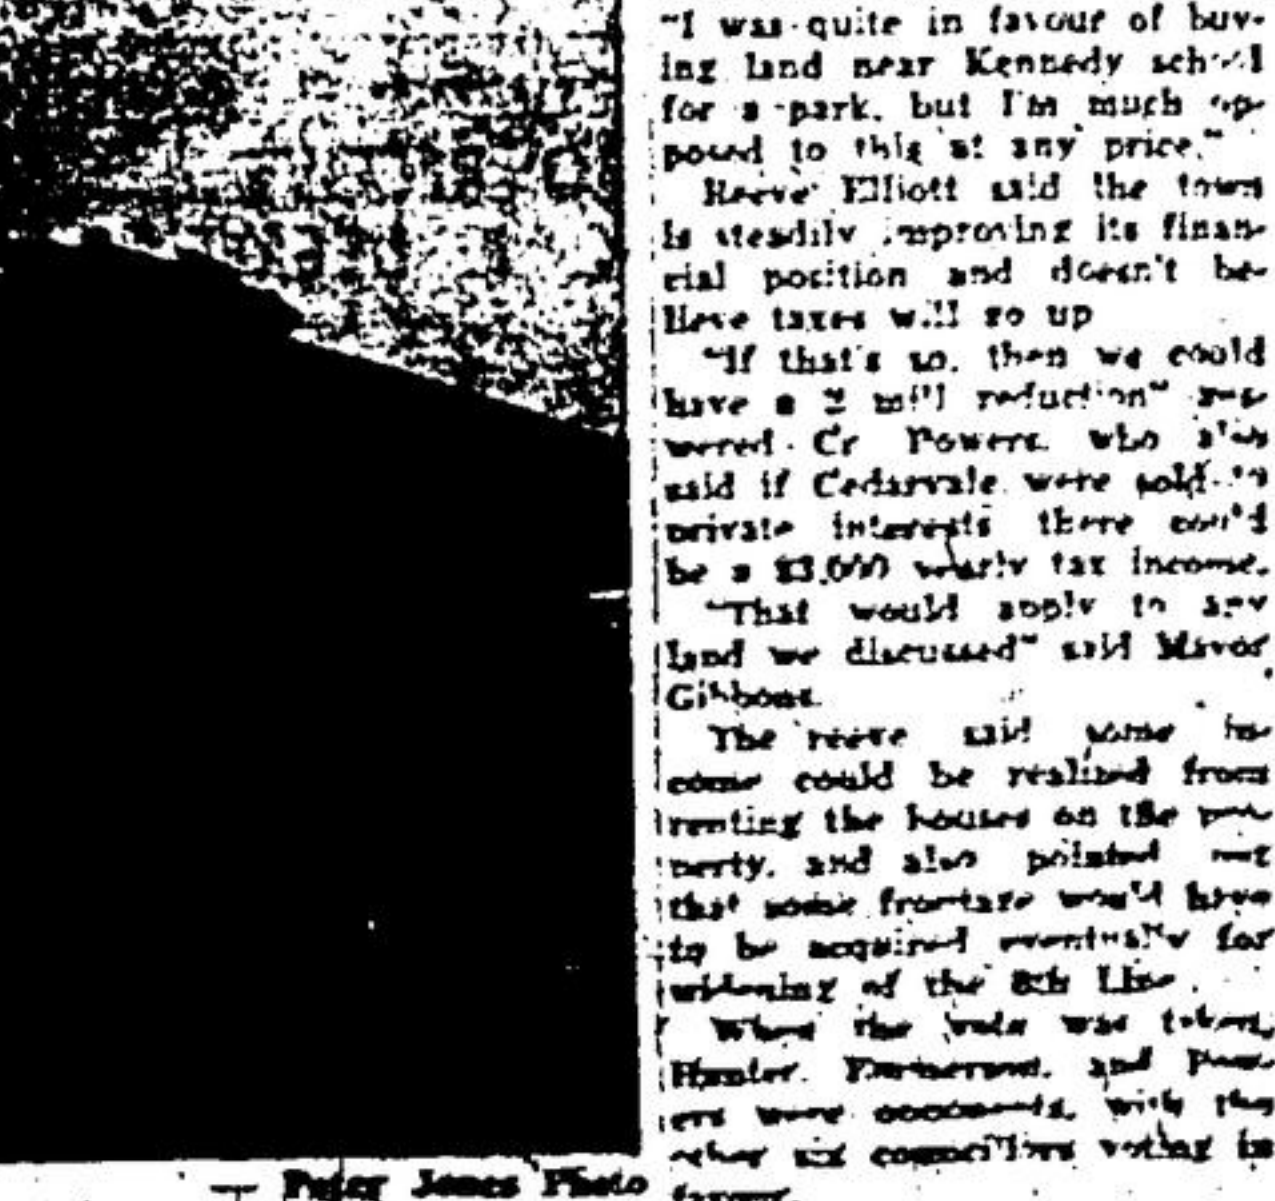 "I was quite in favour of buy-
ing land near Kennedy school
for a park, but I'm much op-
posed to this at any price."
Reeve Elliott said the town
is steadily improving its finan-
cial position and doesn't be-
lieve taxes will go up
"If that's so, then we could
have a 2 mill reduction" ans-
wered Cr Powers, who also
said if Cedarvale were sold to
private interests there could
be a $3,000 yearly tax income.
"That would apply to any
land we discussed" said Mayor
Gibbons.
The reeve said some in-
come could be realized from
renting the houses on the pro-
perty, and also pointed out
that some frontage would have
to be acquired eventually for
widening of the 8th Line.
When the vote was taken,
Hunter, and Pow-
ers were opponents, with the
other six councillors voting in
favour.
— Peter Jones Photo